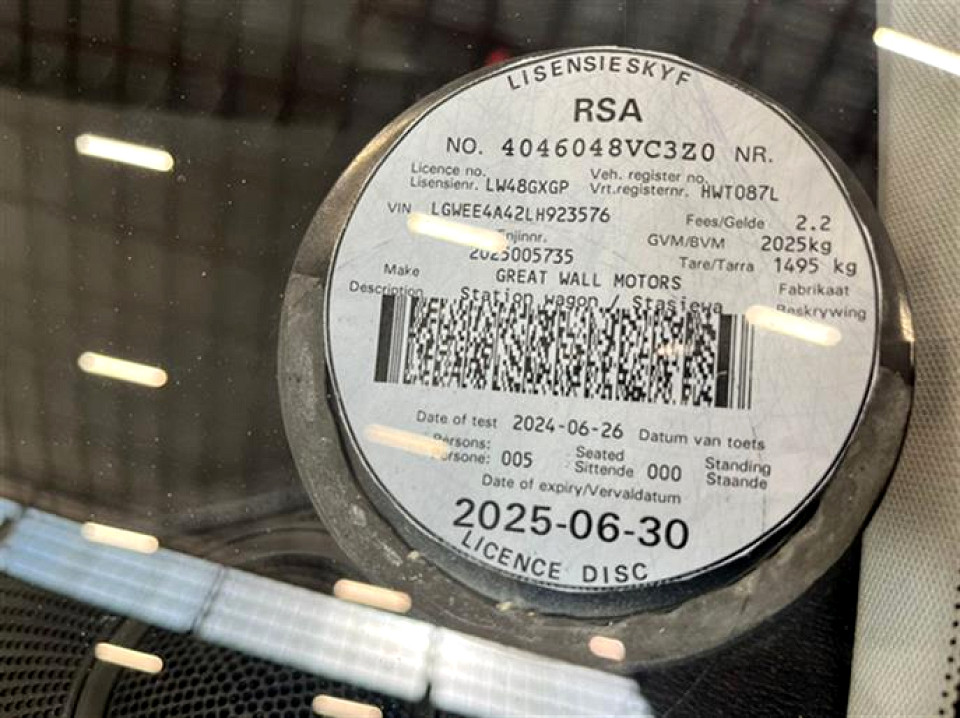 LISENSIESKYF
RSA
NO. 4046048VC3Z0 NR.
Licence no. Veh. register no.
Lisensienr. LW48GXGP Vrt.registernr. HWT087L
VIN LGWEE4A42LH923576 Fees/Gelde 2.2
Enjinnr. GVM/BVM 2025kg
2025005735 Tare/Tarra 1495 kg
Make GREAT WALL MOTORS Fabrikaat
Description Station wagon / Stasiewa Beskrywing
Date of test 2024-06-26 Datum van toets
Persons: Seated Standing
Persone: 005 Sittende 000 Staande
Date of expiry/Vervaldatum
2025-06-30
LICENCE DISC